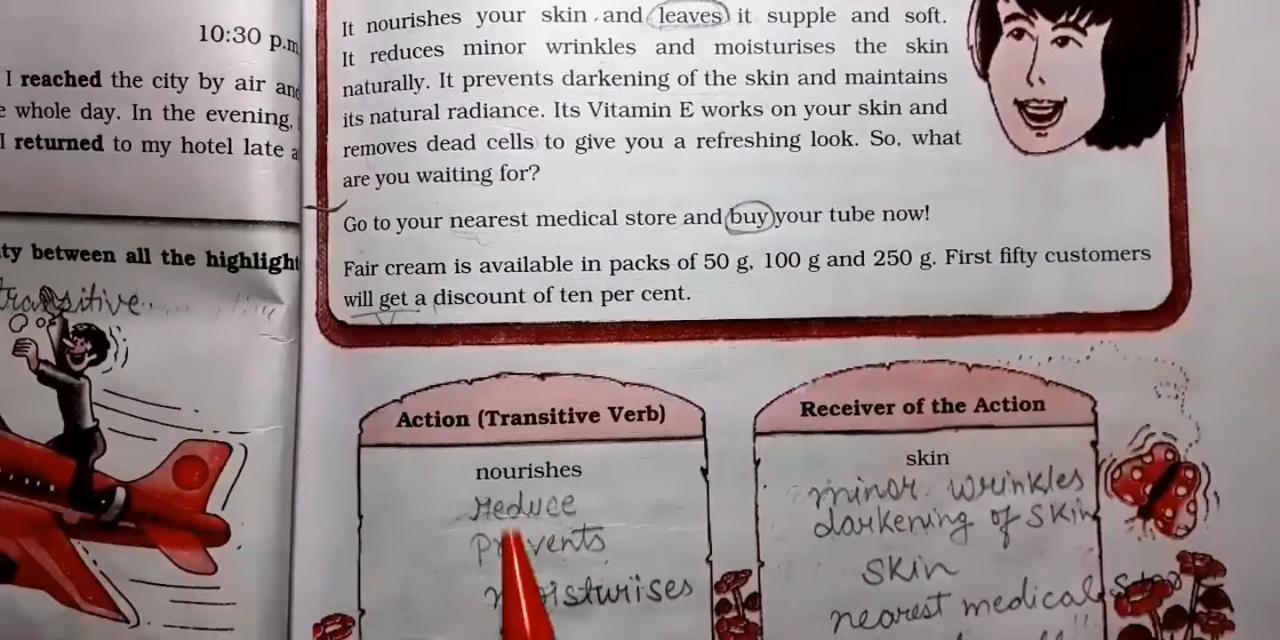 10:30 p.m
I reached the city by air and
e whole day. In the evening,
I returned to my hotel late a
ty between all the highlight
transitive
It nourishes your skin and leaves it supple and soft.
It reduces minor wrinkles and moisturises the skin
naturally. It prevents darkening of the skin and maintains
its natural radiance. Its Vitamin E works on your skin and
removes dead cells to give you a refreshing look. So, what
are you waiting for?
Go to your nearest medical store and buy your tube now!
Fair cream is available in packs of 50 g, 100 g and 250 g. First fifty customers
will get a discount of ten per cent.
Action (Transitive Verb)
nourishes
reduce
prevents
moisturises
Receiver of the Action
skin
minor wrinkles
darkening of skin
skin
nearest medical store